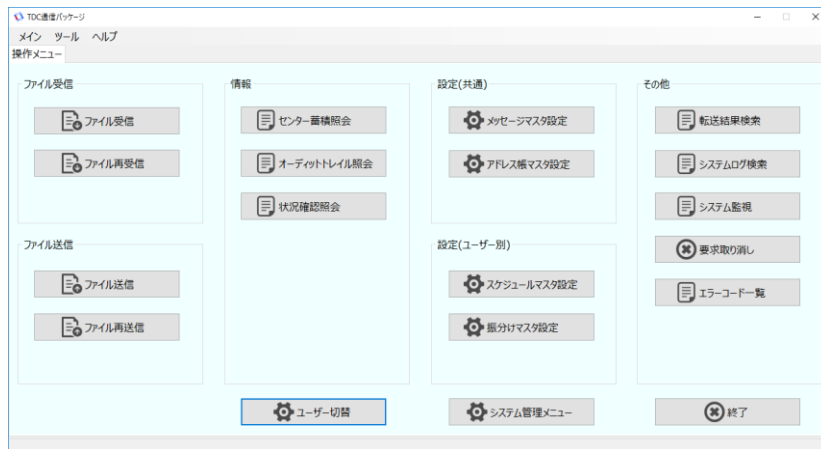 TDC通信パッケージ
メイン ツール ヘルプ
操作メニュー
ファイル受信
ファイル受信
ファイル再受信
ファイル送信
ファイル送信
ファイル再送信
情報
センター蓄積照会
オーディットトレイル照会
状況確認照会
設定(共通)
メッセージマスタ設定
アドレス帳マスタ設定
設定(ユーザー別)
スケジュールマスタ設定
振分けマスタ設定
その他
転送結果検索
システムログ検索
システム監視
要求取り消し
エラーコード一覧
ユーザー切替
システム管理メニュー
終了